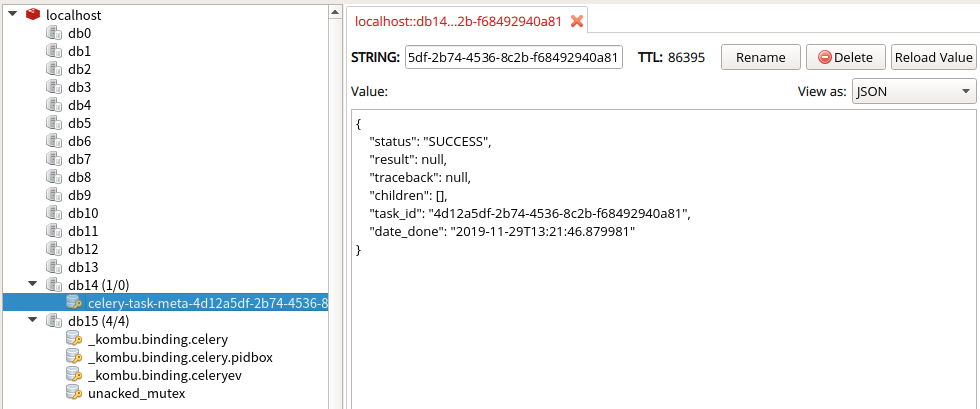 localhost
db0
db1
db2
db3
db4
db5
db6
db7
db8
db9
db10
db11
db12
db13
db14 (1/0)
celery-task-meta-4d12a5df-2b74-4536-8
db15 (4/4)
_kombu.binding.celery
_kombu.binding.celery.pidbox
_kombu.binding.celeryev
unacked_mutex
localhost::db14...2b-f68492940a81
STRING: 5df-2b74-4536-8c2b-f68492940a81 TTL: 86395 Rename Delete Reload Value
Value: View as: JSON
{
"status": "SUCCESS",
"result": null,
"traceback": null,
"children": [],
"task_id": "4d12a5df-2b74-4536-8c2b-f68492940a81",
"date_done": "2019-11-29T13:21:46.879981"
}